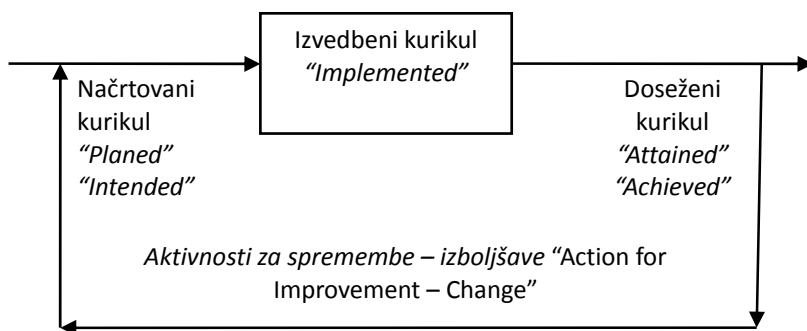 Izvedbeni kurikul
“Implemented”
Načrtovani
kurikul
“Planed”
“Intended”
Doseženi
kurikul
“Attained”
“Achieved”
Aktivnosti za spremembe – izboljšave “Action for
Improvement – Change”